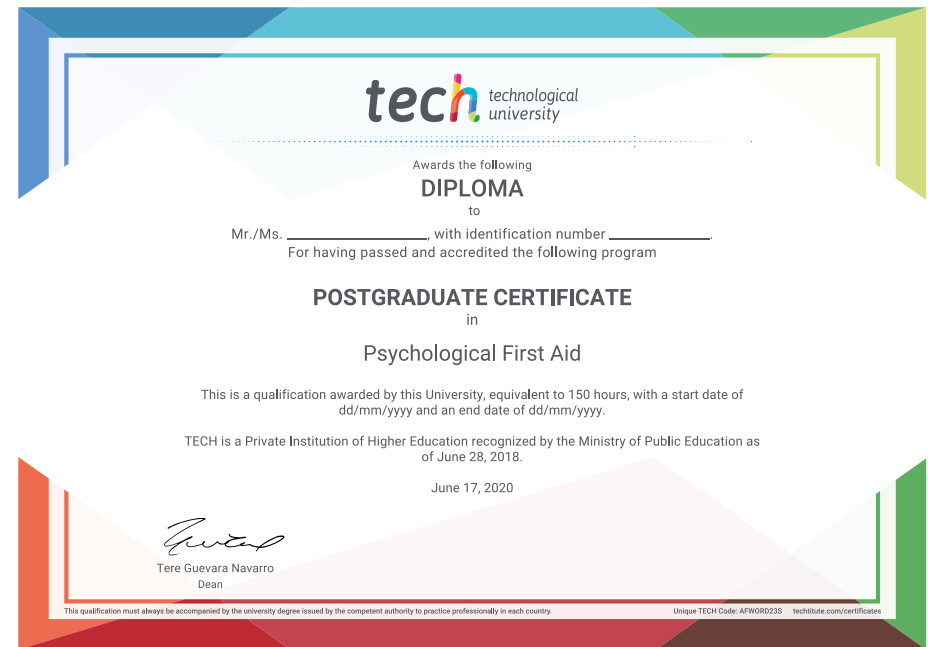 tech technological
university
Awards the following
DIPLOMA
to
Mr./Ms. ____________________, with identification number ______________.
For having passed and accredited the following program
POSTGRADUATE CERTIFICATE
in
Psychological First Aid
This is a qualification awarded by this University, equivalent to 150 hours, with a start date of
dd/mm/yyyy and an end date of dd/mm/yyyy.
TECH is a Private Institution of Higher Education recognized by the Ministry of Public Education as
of June 28, 2018.
June 17, 2020
Tere Guevara Navarro
Dean
This qualification must always be accompanied by the university degree issued by the competent authority to practice professionally in each country.
Unique TECH Code: AFWORD23S techtitute.com/certificates